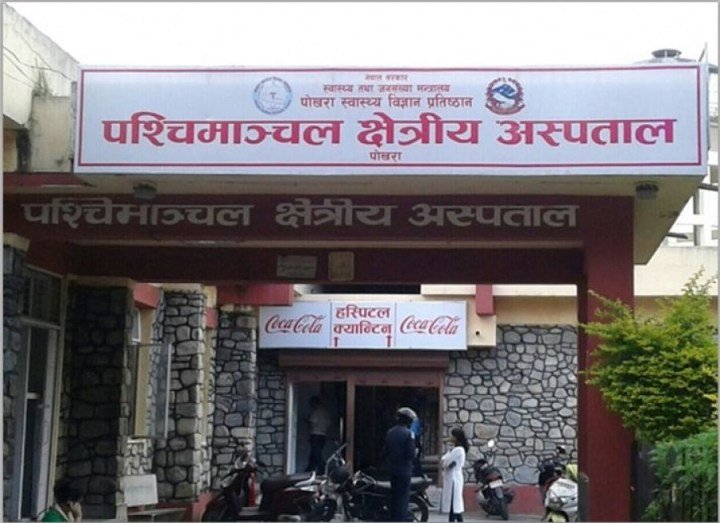 नेपाल सरकार
स्वास्थ्य तथा जनसंख्या मन्त्रालय
पोखरा स्वास्थ्य विज्ञान प्रतिष्ठान
पश्चिमाञ्चल क्षेत्रीय अस्पताल
पोखरा
पश्चिमाञ्चल क्षेत्रीय अस्पताल
Coca-Cola
हस्पिटल
क्यान्टिन
Coca-Cola